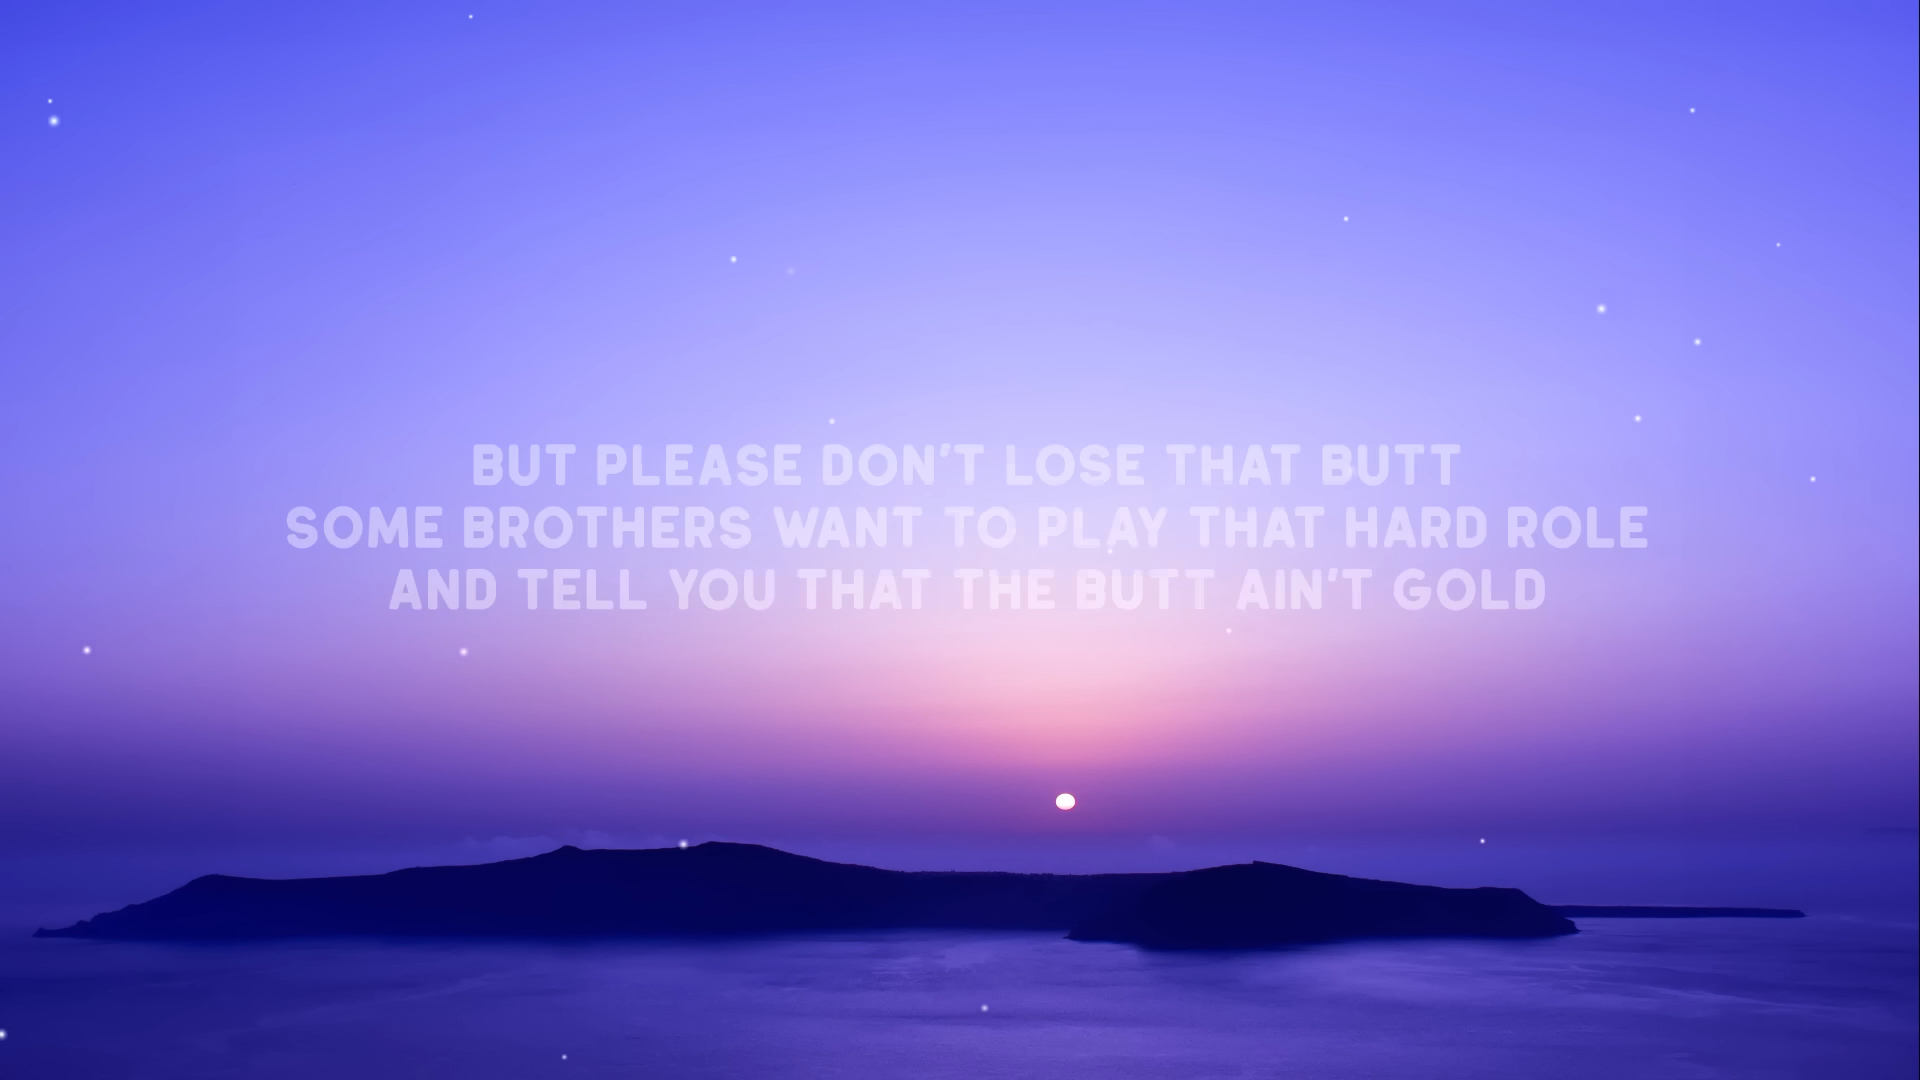 BUT PLEASE DON'T LOSE THAT BUTT
SOME BROTHERS WANT TO PLAY THAT HARD ROLE
AND TELL YOU THAT THE BUTT AIN'T GOLD